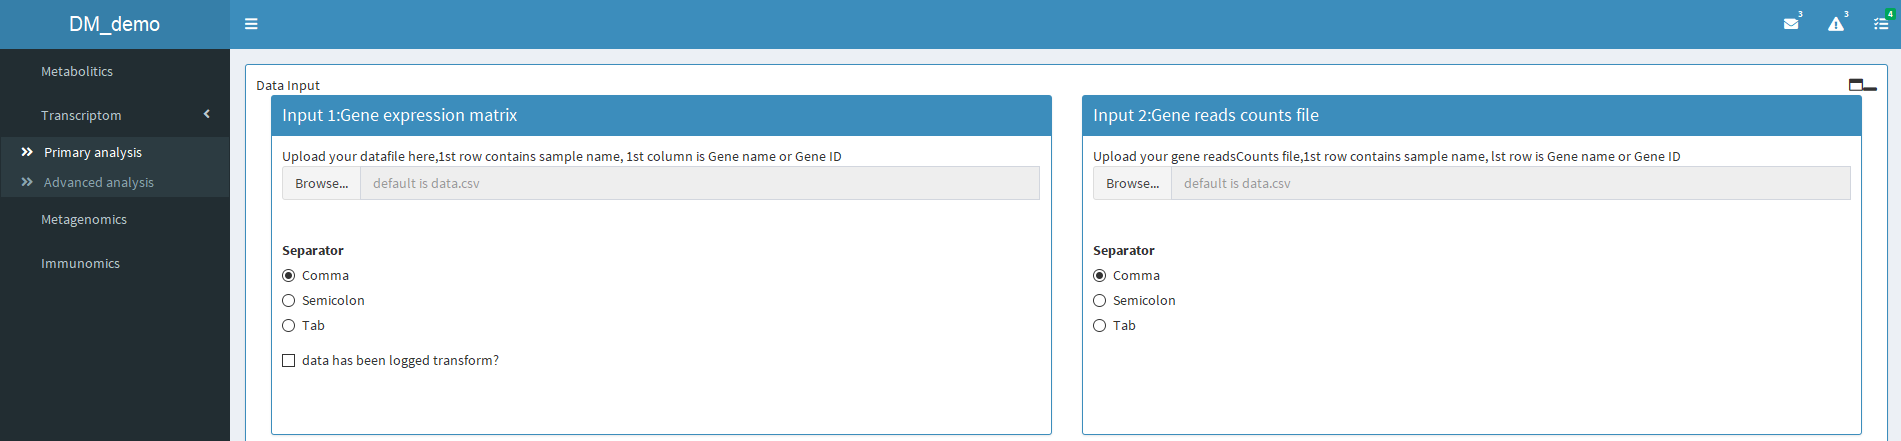 DM_demo
3
3
4
Metabolitics
Transcriptom
Primary analysis
Advanced analysis
Metagenomics
Immunomics
Data Input
Input 1:Gene expression matrix
Upload your datafile here,1st row contains sample name, 1st column is Gene name or Gene ID
Browse... default is data.csv
Separator
Comma
Semicolon
Tab
data has been logged transform?
Input 2:Gene reads counts file
Upload your gene readsCounts file,1st row contains sample name, lst row is Gene name or Gene ID
Browse... default is data.csv
Separator
Comma
Semicolon
Tab